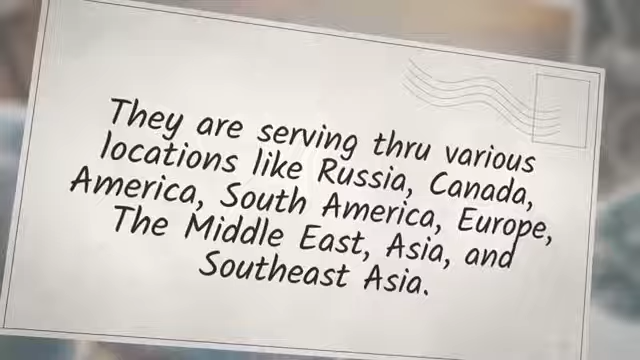 They are serving thru various
locations like Russia, Canada,
America, South America, Europe,
The Middle East, Asia, and
Southeast Asia.